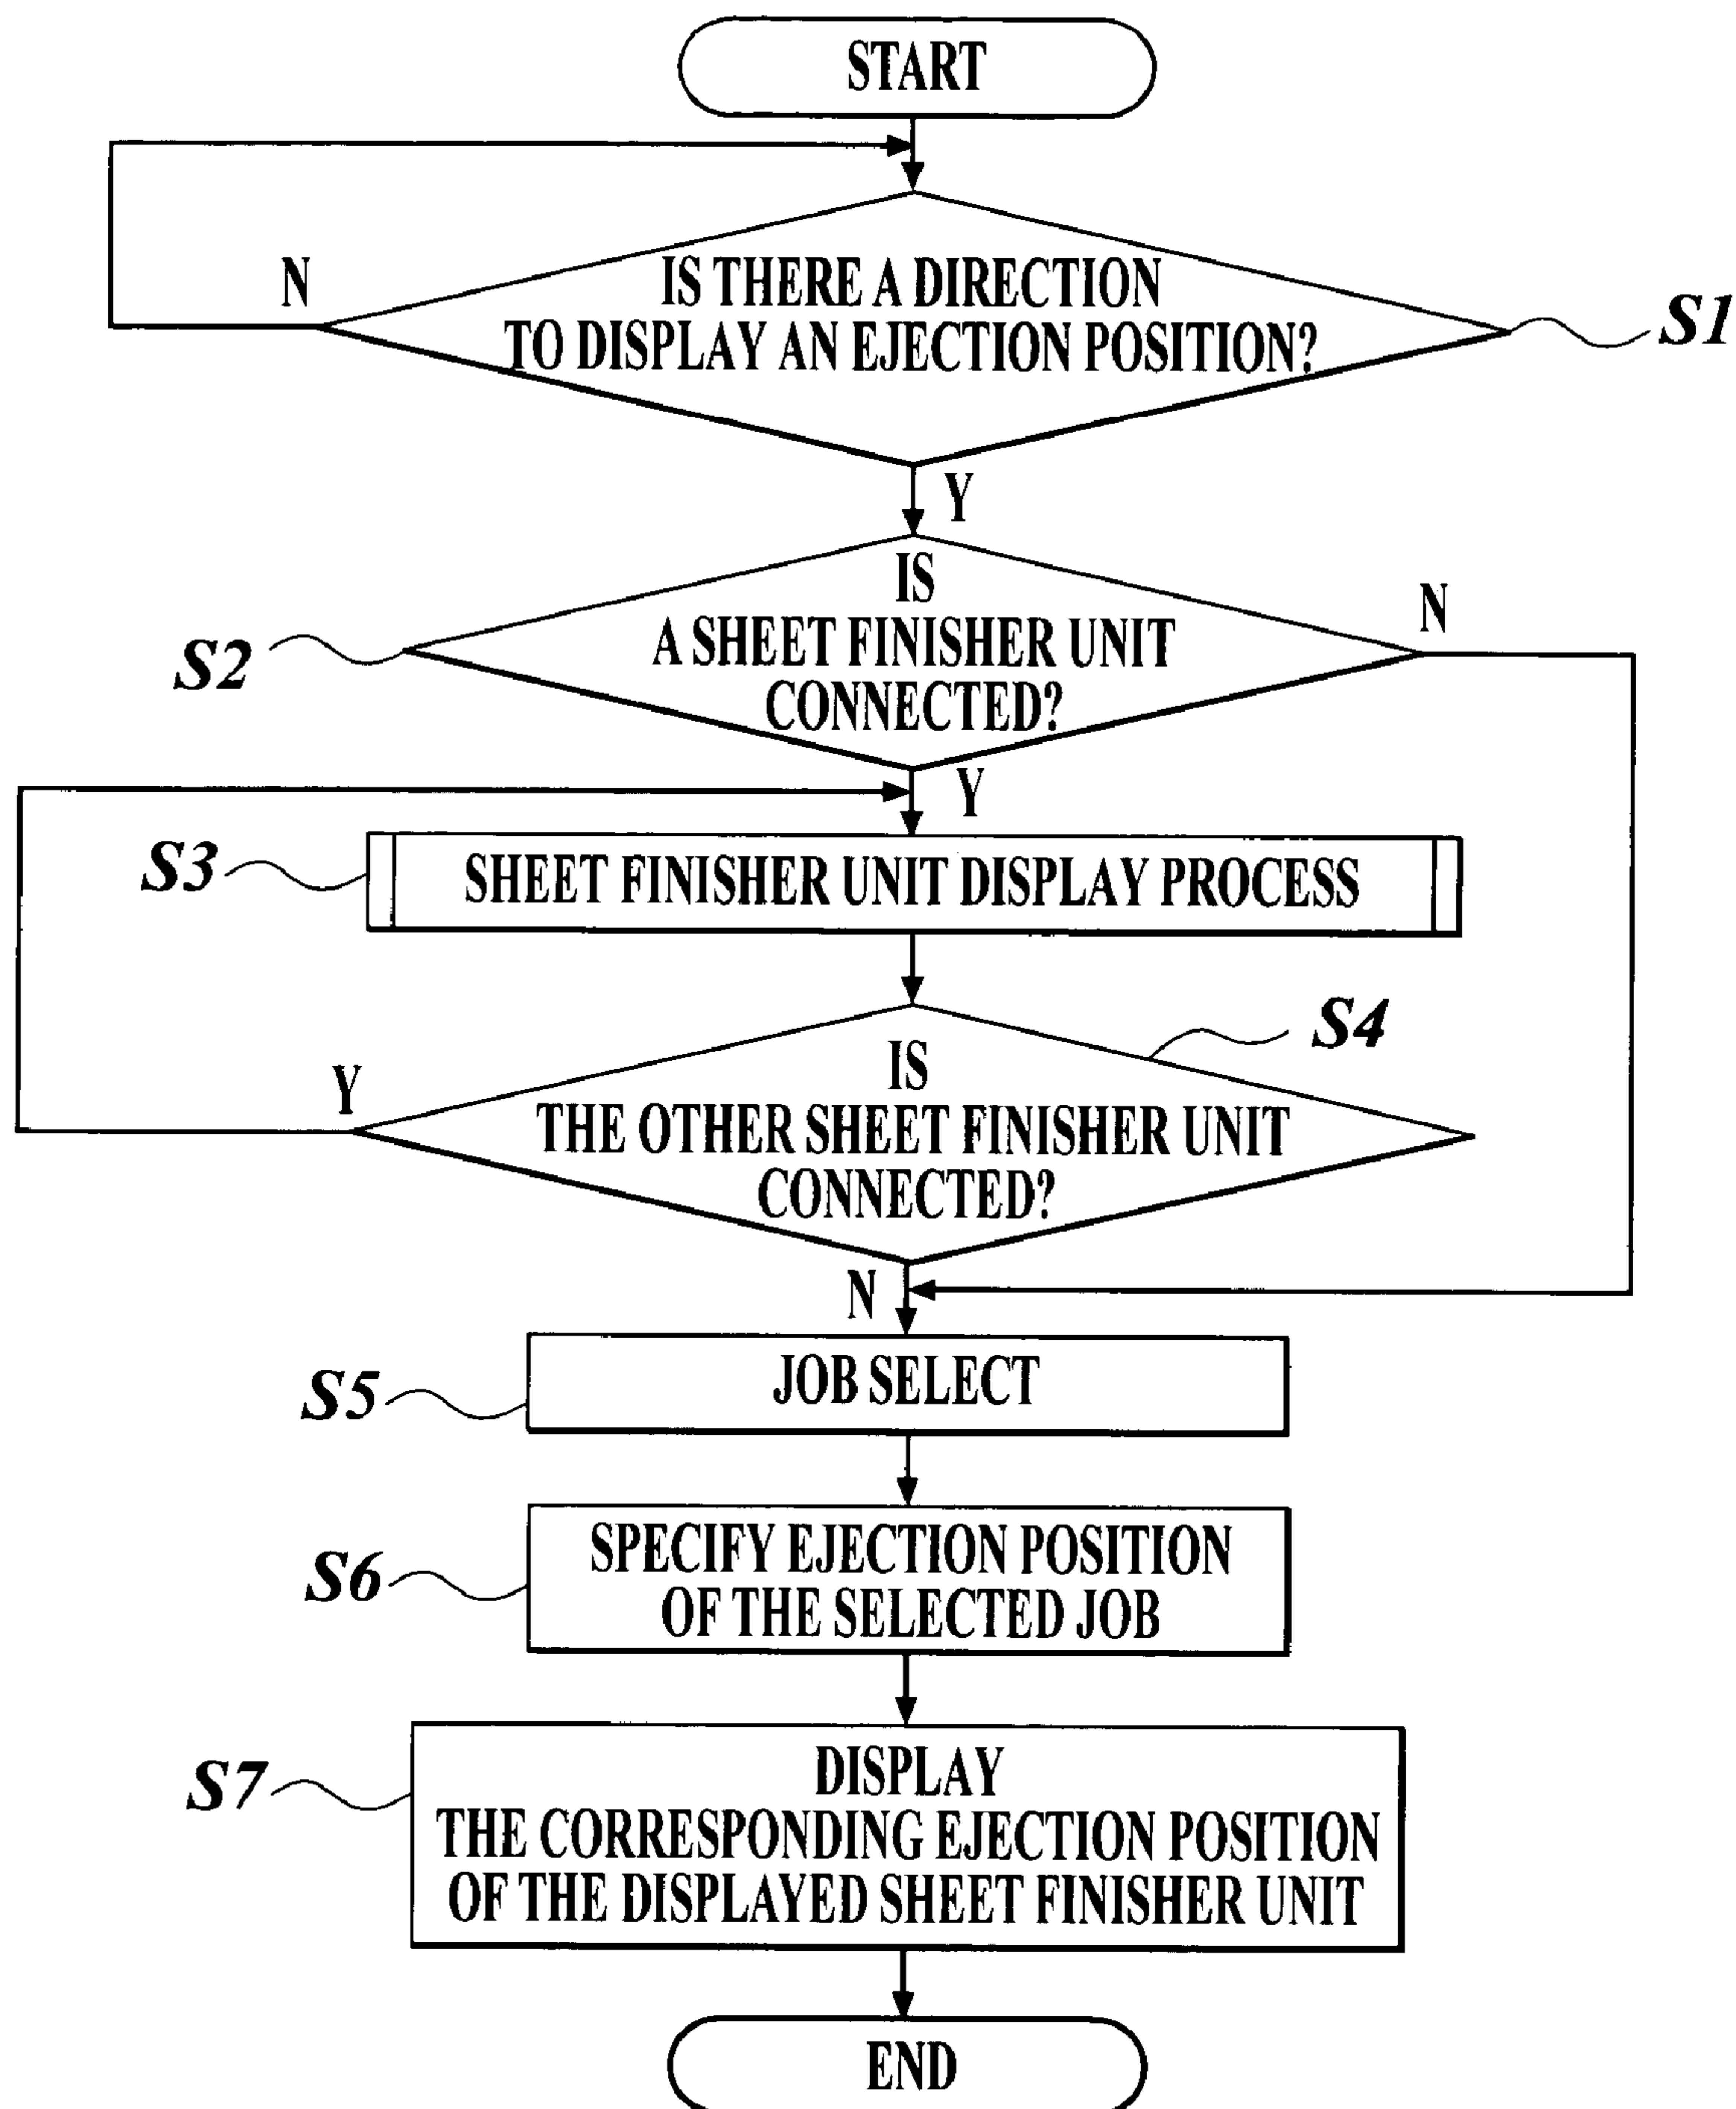 START
N
IS THERE A DIRECTION
TO DISPLAY AN EJECTION POSITION?
S1
Y
IS
A SHEET FINISHER UNIT
CONNECTED?
N
S2
Y
S3
SHEET FINISHER UNIT DISPLAY PROCESS
S4
Y
IS
THE OTHER SHEET FINISHER UNIT
CONNECTED?
N
JOB SELECT
S5
SPECIFY EJECTION POSITION
OF THE SELECTED JOB
S6
S7
DISPLAY
THE CORRESPONDING EJECTION POSITION
OF THE DISPLAYED SHEET FINISHER UNIT
END